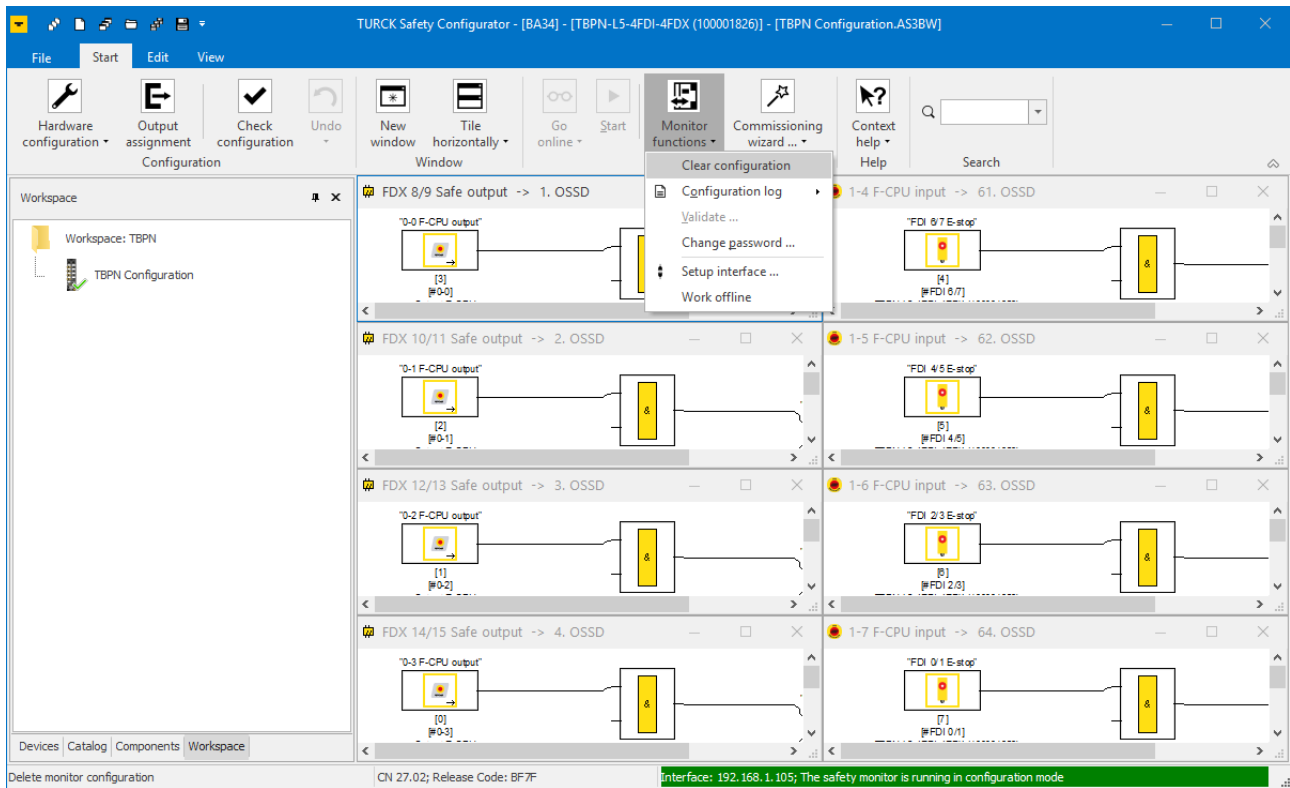 TURCK Safety Configurator - [BA34] - [TBPN-L5-4FDI-4FDX (100001826)] - [TBPN Configuration.AS3BW]
File Start Edit View
Hardware configuration
Output assignment
Check configuration
Undo
Configuration
New window
Tile horizontally
Window
Go online
Start
Monitor functions
Commissioning wizard ...
Context help
Help
Search
Clear configuration
Configuration log
Validate ...
Change password ...
Setup interface ...
Work offline
Workspace
Workspace: TBPN
TBPN Configuration
Devices Catalog Components Workspace
FDX 8/9 Safe output -> 1. OSSD
"0-0 F-CPU output"
[3]
[#0-0]
1-4 F-CPU input -> 61. OSSD
"FDI 6/7 E-stop"
&
[4]
[#FDI 6/7]
FDX 10/11 Safe output -> 2. OSSD
"0-1 F-CPU output"
&
[2]
[#0-1]
1-5 F-CPU input -> 62. OSSD
"FDI 4/5 E-stop"
&
[5]
[#FDI 4/5]
FDX 12/13 Safe output -> 3. OSSD
"0-2 F-CPU output"
&
[1]
[#0-2]
1-6 F-CPU input -> 63. OSSD
"FDI 2/3 E-stop"
&
[6]
[#FDI 2/3]
FDX 14/15 Safe output -> 4. OSSD
"0-3 F-CPU output"
&
[0]
[#0-3]
1-7 F-CPU input -> 64. OSSD
"FDI 0/1 E-stop"
&
[7]
[#FDI 0/1]
Delete monitor configuration
CN 27.02; Release Code: BF7F
Interface: 192.168.1.105; The safety monitor is running in configuration mode